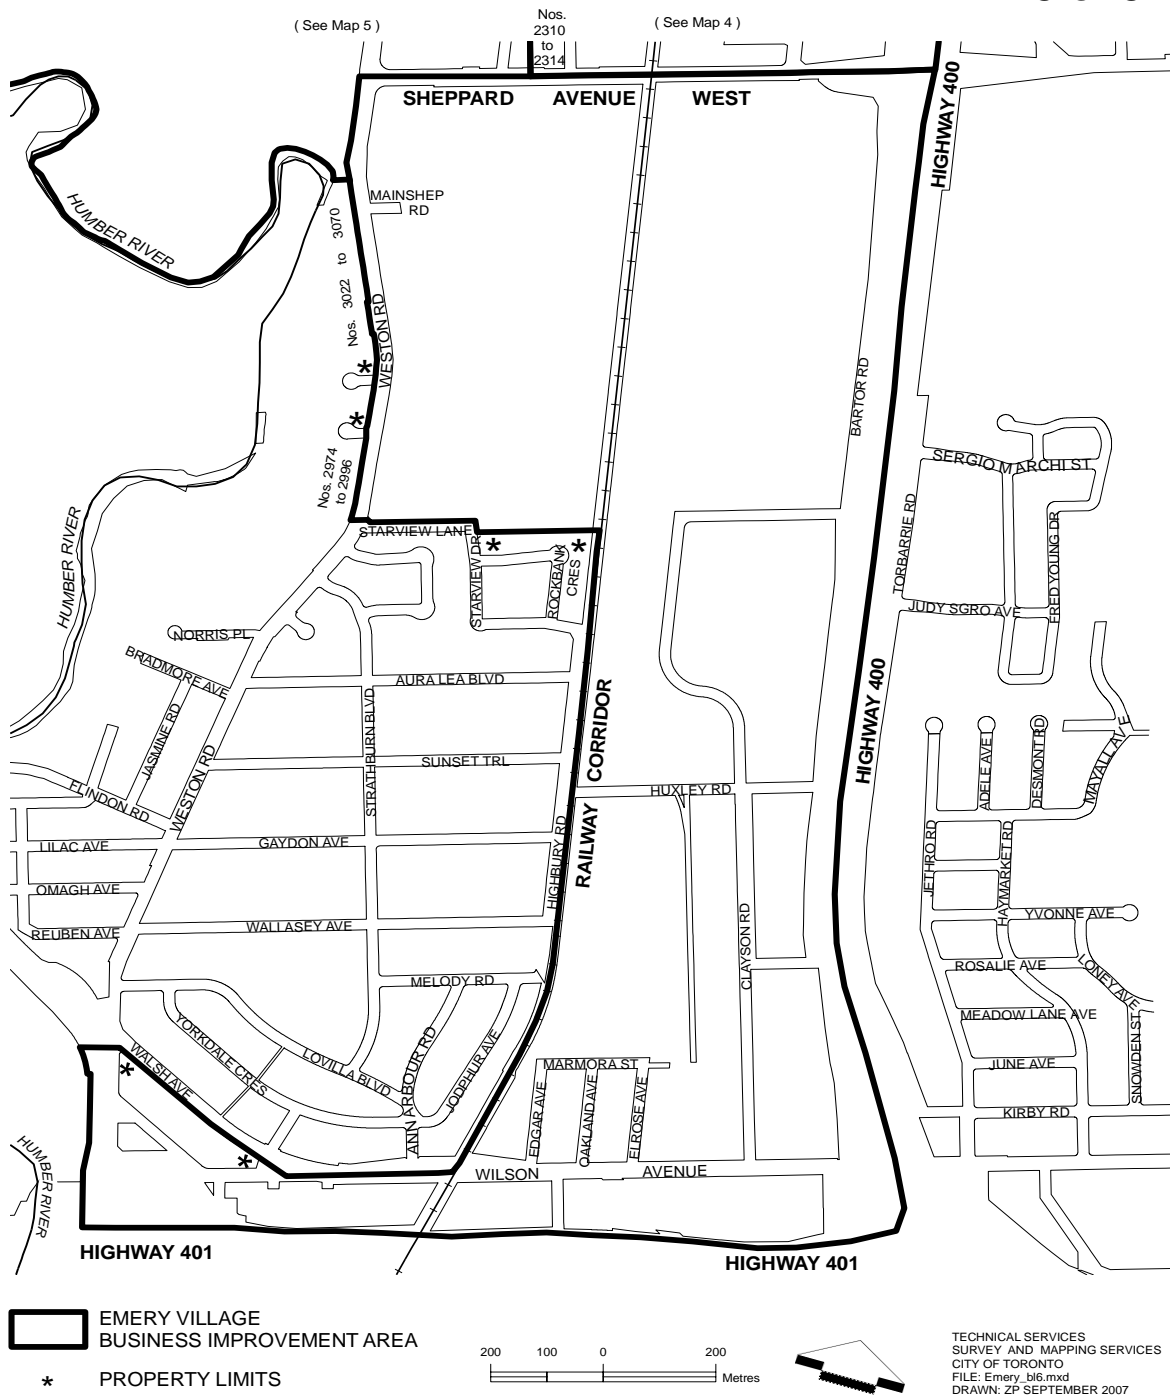 ( See Map 5 )
Nos.
2310
to
2314
( See Map 4 )
SHEPPARD AVENUE WEST
HIGHWAY 400
MAINSHEP
RD
HUMBER RIVER
Nos. 3022 to 3070
WESTON RD
BARTOR RD
Nos. 2974
to 2996
STARVIEW LANE
STARVIEW DR
ROCKBANK
CRES
SERGIO MARCHI ST
TORBARRIE RD
FRED YOUNG DR
JUDY SGRO AVE
HUMBER RIVER
NORRIS PL
BRADMORE AVE
JASMINE RD
WESTON RD
FLINDON RD
AURA LEA BLVD
STRATHBURN BLVD
SUNSET TRL
RAILWAY CORRIDOR
HIGHWAY 400
HUXLEY RD
ADELE AVE
DESMONT RD
MAYALL AVE
LILAC AVE
GAYDON AVE
HIGHBURY RD
JETHRO RD
HAYMARKET RD
OMAGH AVE
REUBEN AVE
WALLASEY AVE
CLAYSON RD
YVONNE AVE
ROSALIE AVE
LONEY AVE
MELODY RD
MEADOW LANE AVE
SNOWDEN ST
YORKDALE CRES
LOVILLA BLVD
ANN ARBOUR RD
JODPHUR AVE
WALSH AVE
MARMORA ST
EDGAR AVE
OAKLAND AVE
ELROSE AVE
JUNE AVE
KIRBY RD
HUMBER RIVER
HUMBER RIVER
WILSON AVENUE
HIGHWAY 401
HIGHWAY 401
EMERY VILLAGE
BUSINESS IMPROVEMENT AREA
* PROPERTY LIMITS
200 100 0 200
Metres
TECHNICAL SERVICES
SURVEY AND MAPPING SERVICES
CITY OF TORONTO
FILE: Emery_bl6.mxd
DRAWN: ZP SEPTEMBER 2007